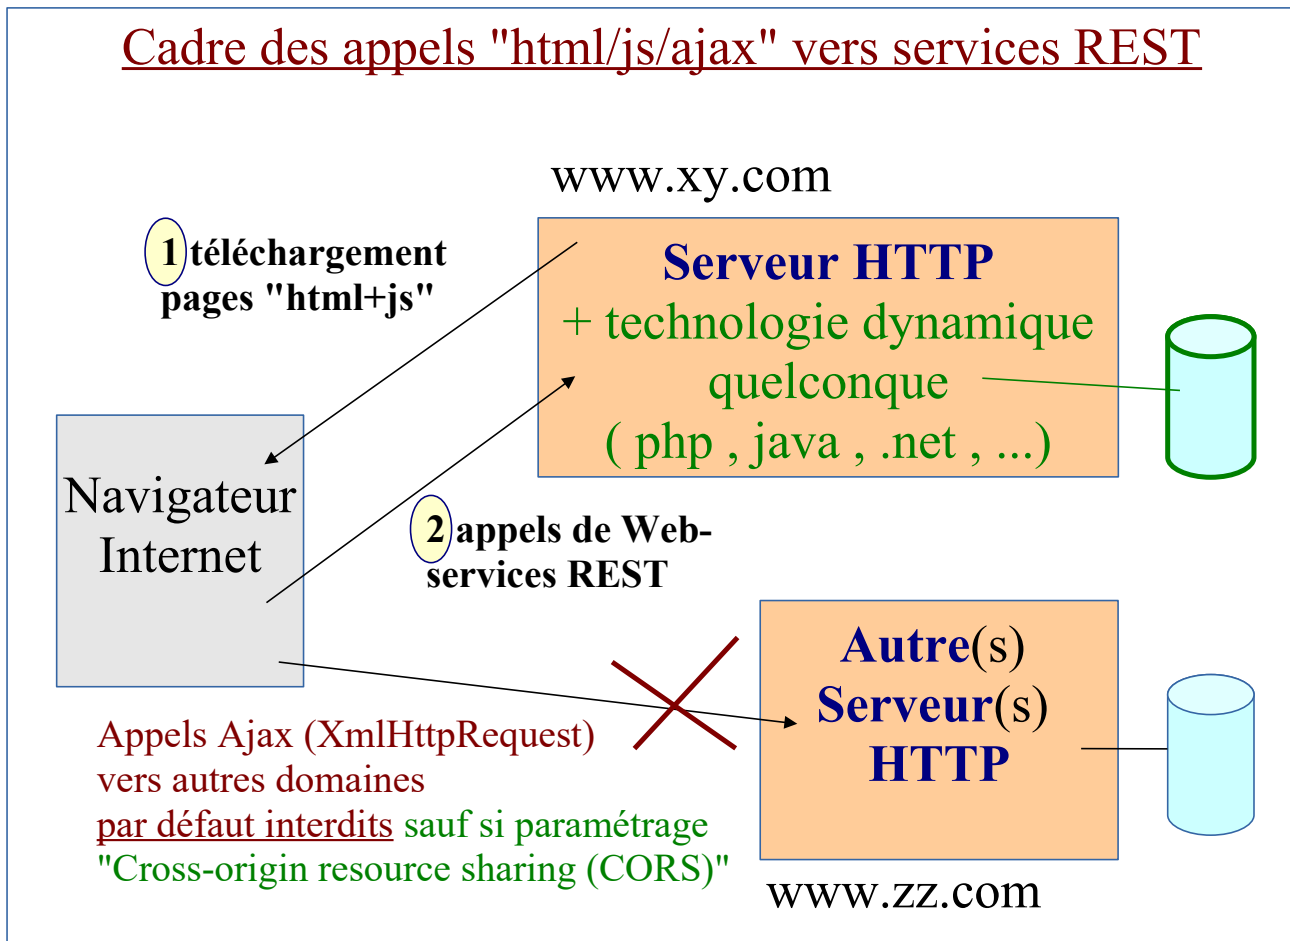 Cadre des appels "html/js/ajax" vers services REST
www.xy.com
1 téléchargement
pages "html+js"
Serveur HTTP
+ technologie dynamique
quelconque
( php , java , .net , ...)
Navigateur
Internet
2 appels de Web-
services REST
Autre(s)
Serveur(s)
HTTP
Appels Ajax (XmlHttpRequest)
vers autres domaines
par défaut interdits sauf si paramétrage
"Cross-origin resource sharing (CORS)"
www.zz.com